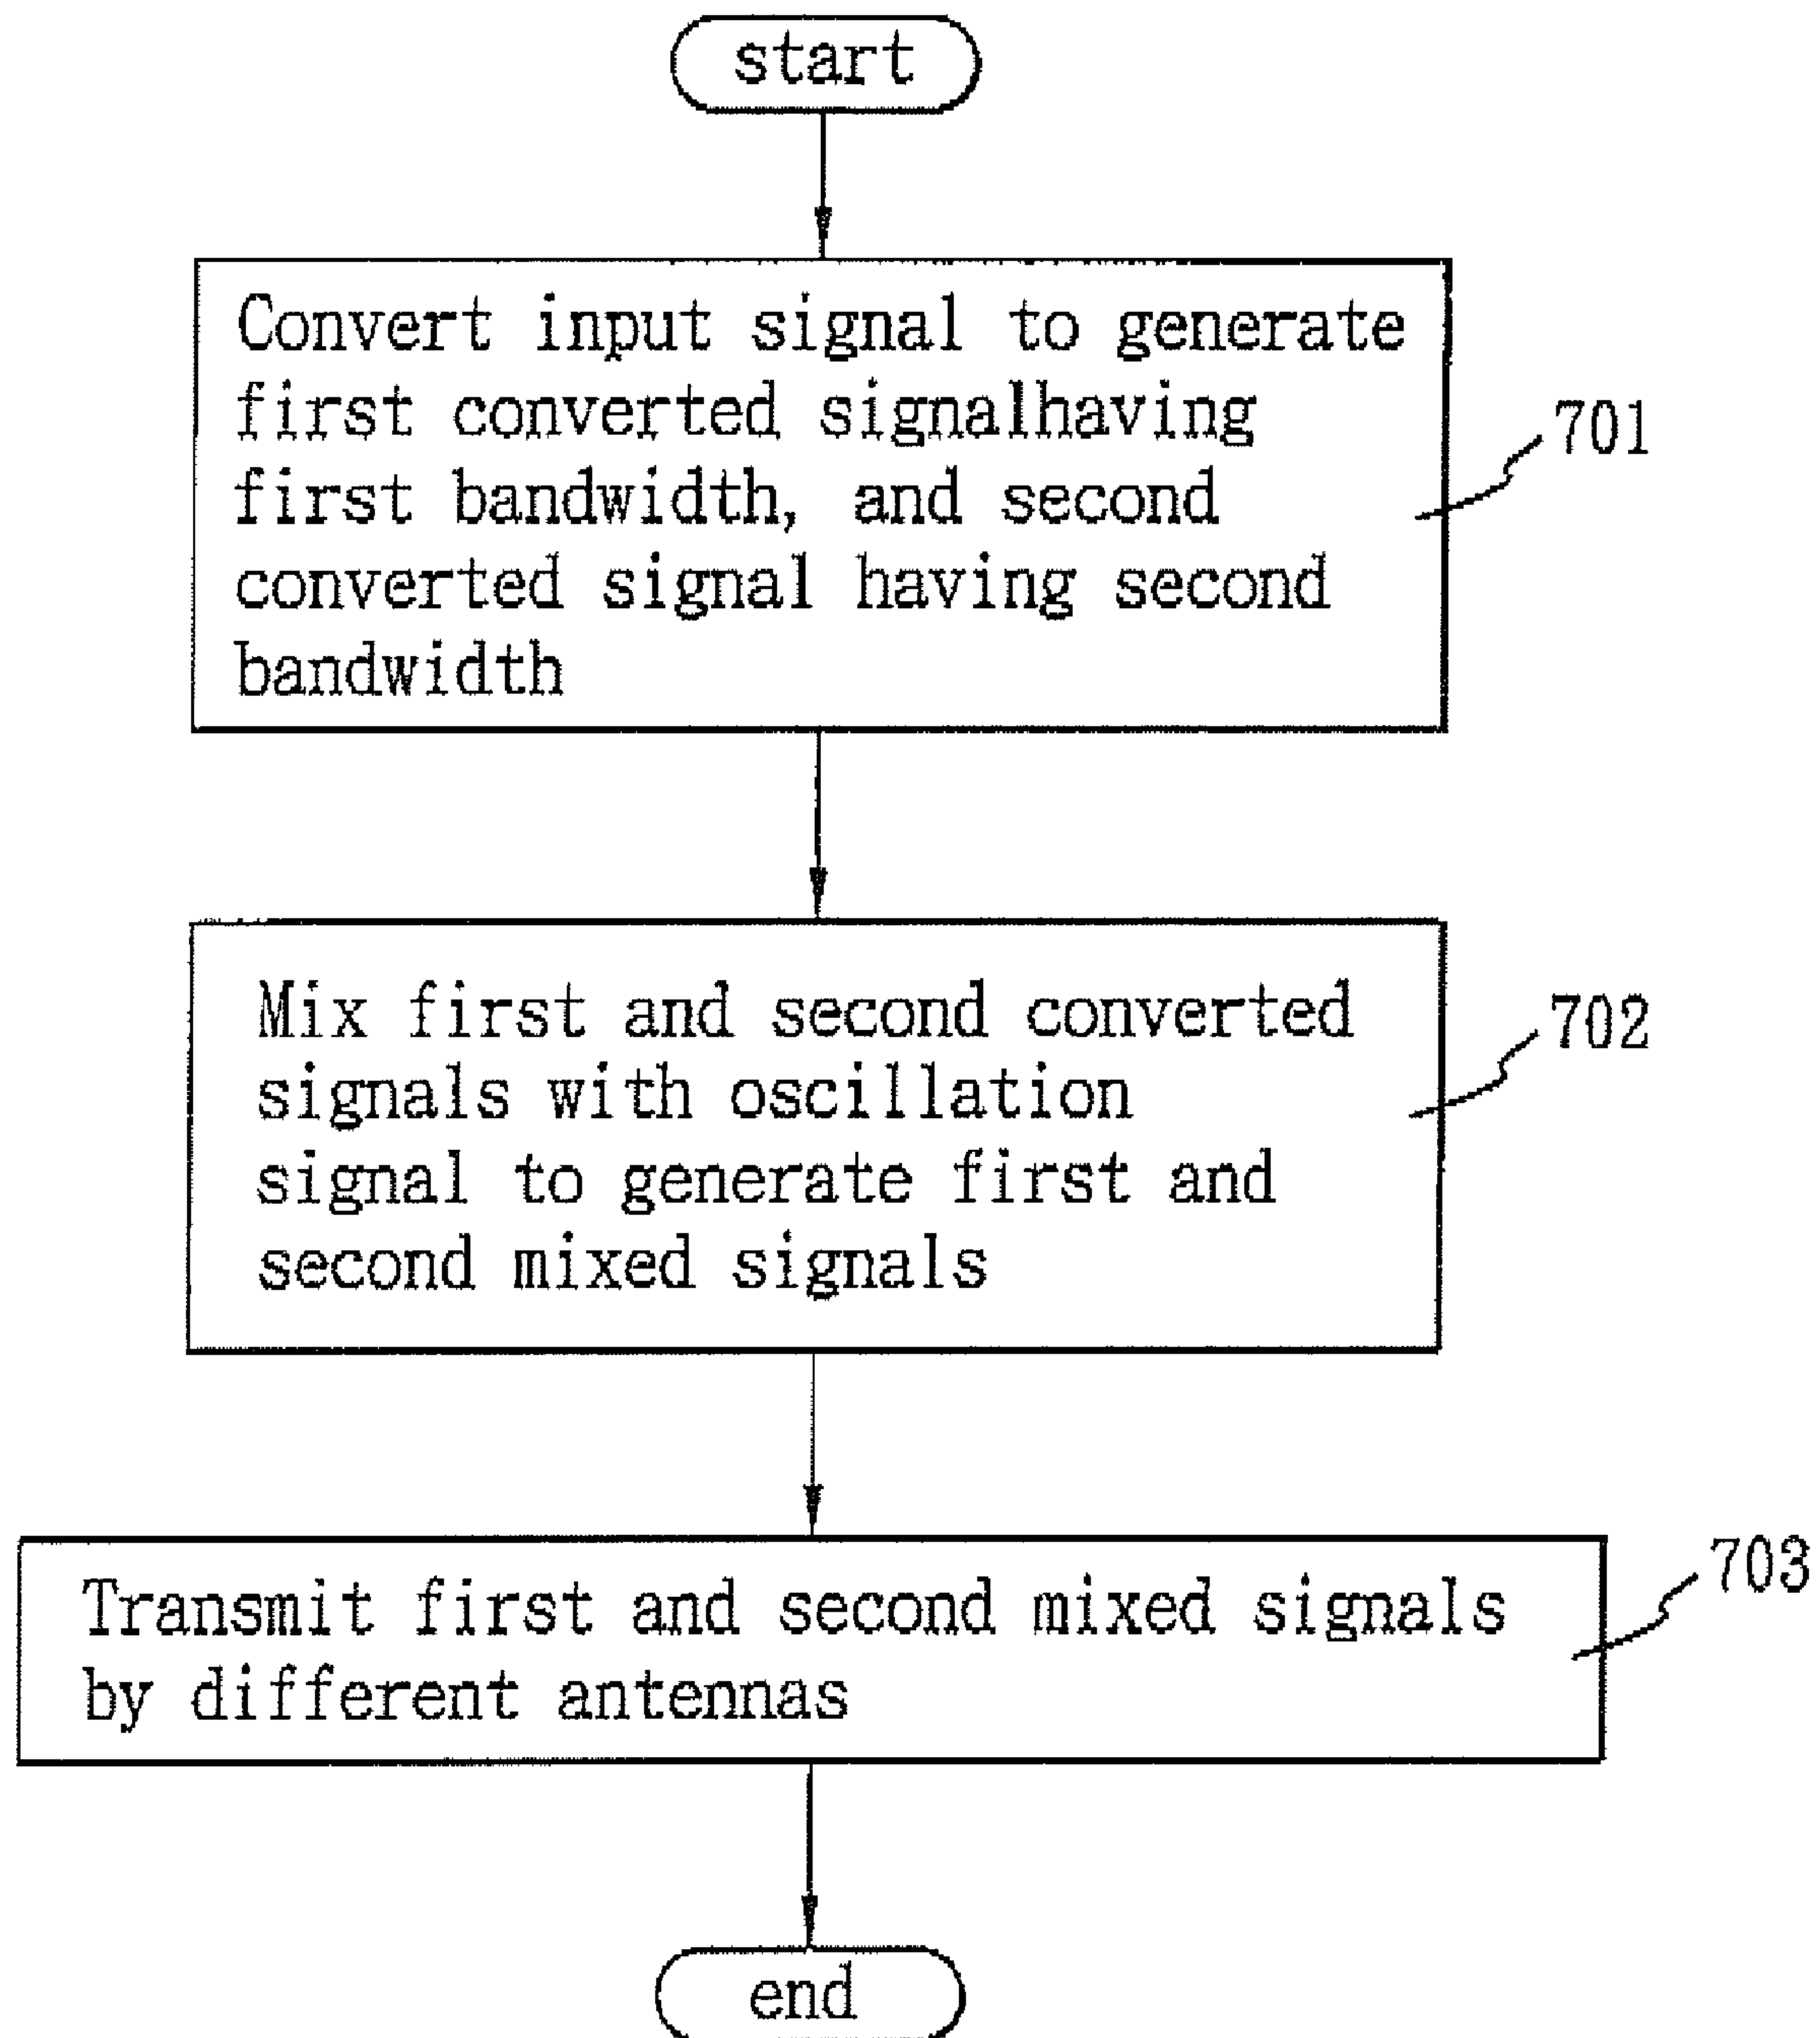 start
Convert input signal to generate
first converted signalhaving
first bandwidth, and second
converted signal having second
bandwidth
701
Mix first and second converted
signals with oscillation
signal to generate first and
second mixed signals
702
Transmit first and second mixed signals
by different antennas
703
end